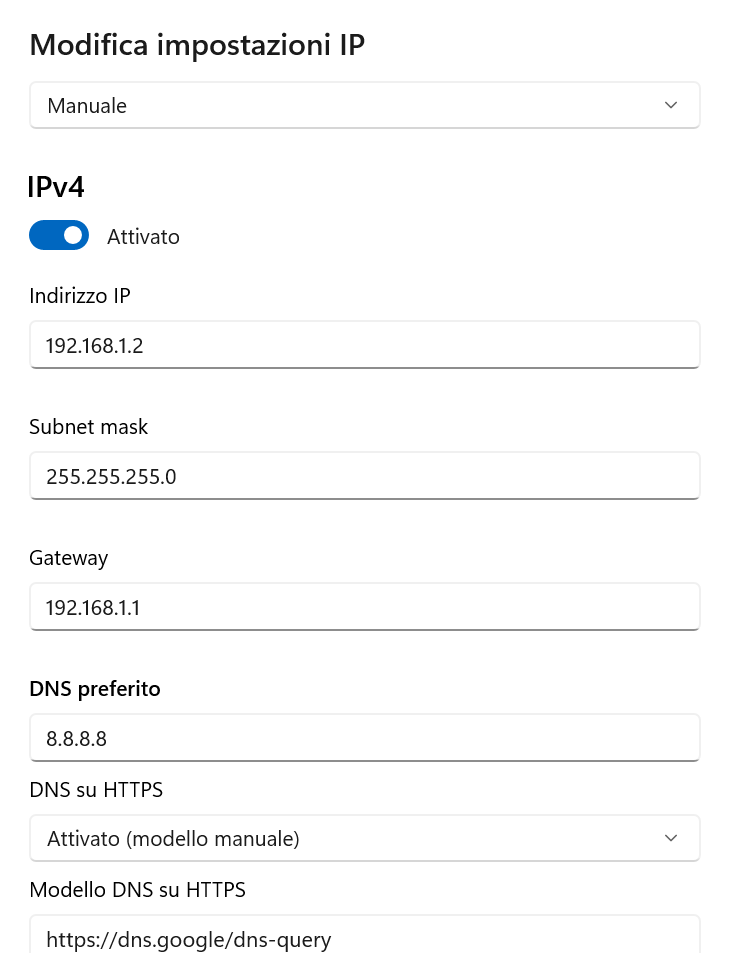 Modifica impostazioni IP
Manuale
IPv4
Attivato
Indirizzo IP
192.168.1.2
Subnet mask
255.255.255.0
Gateway
192.168.1.1
DNS preferito
8.8.8.8
DNS su HTTPS
Attivato (modello manuale)
Modello DNS su HTTPS
https://dns.google/dns-query